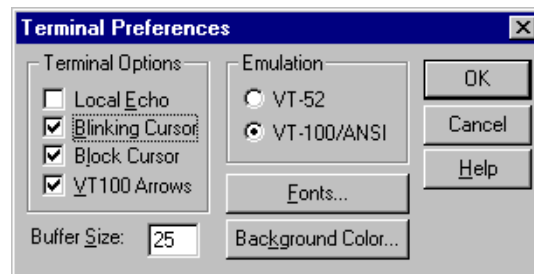 Terminal Preferences
Terminal Options
Local Echo
Blinking Cursor
Block Cursor
VT100 Arrows
Buffer Size: 25
Emulation
VT-52
VT-100/ANSI
Fonts...
Background Color...
OK
Cancel
Help